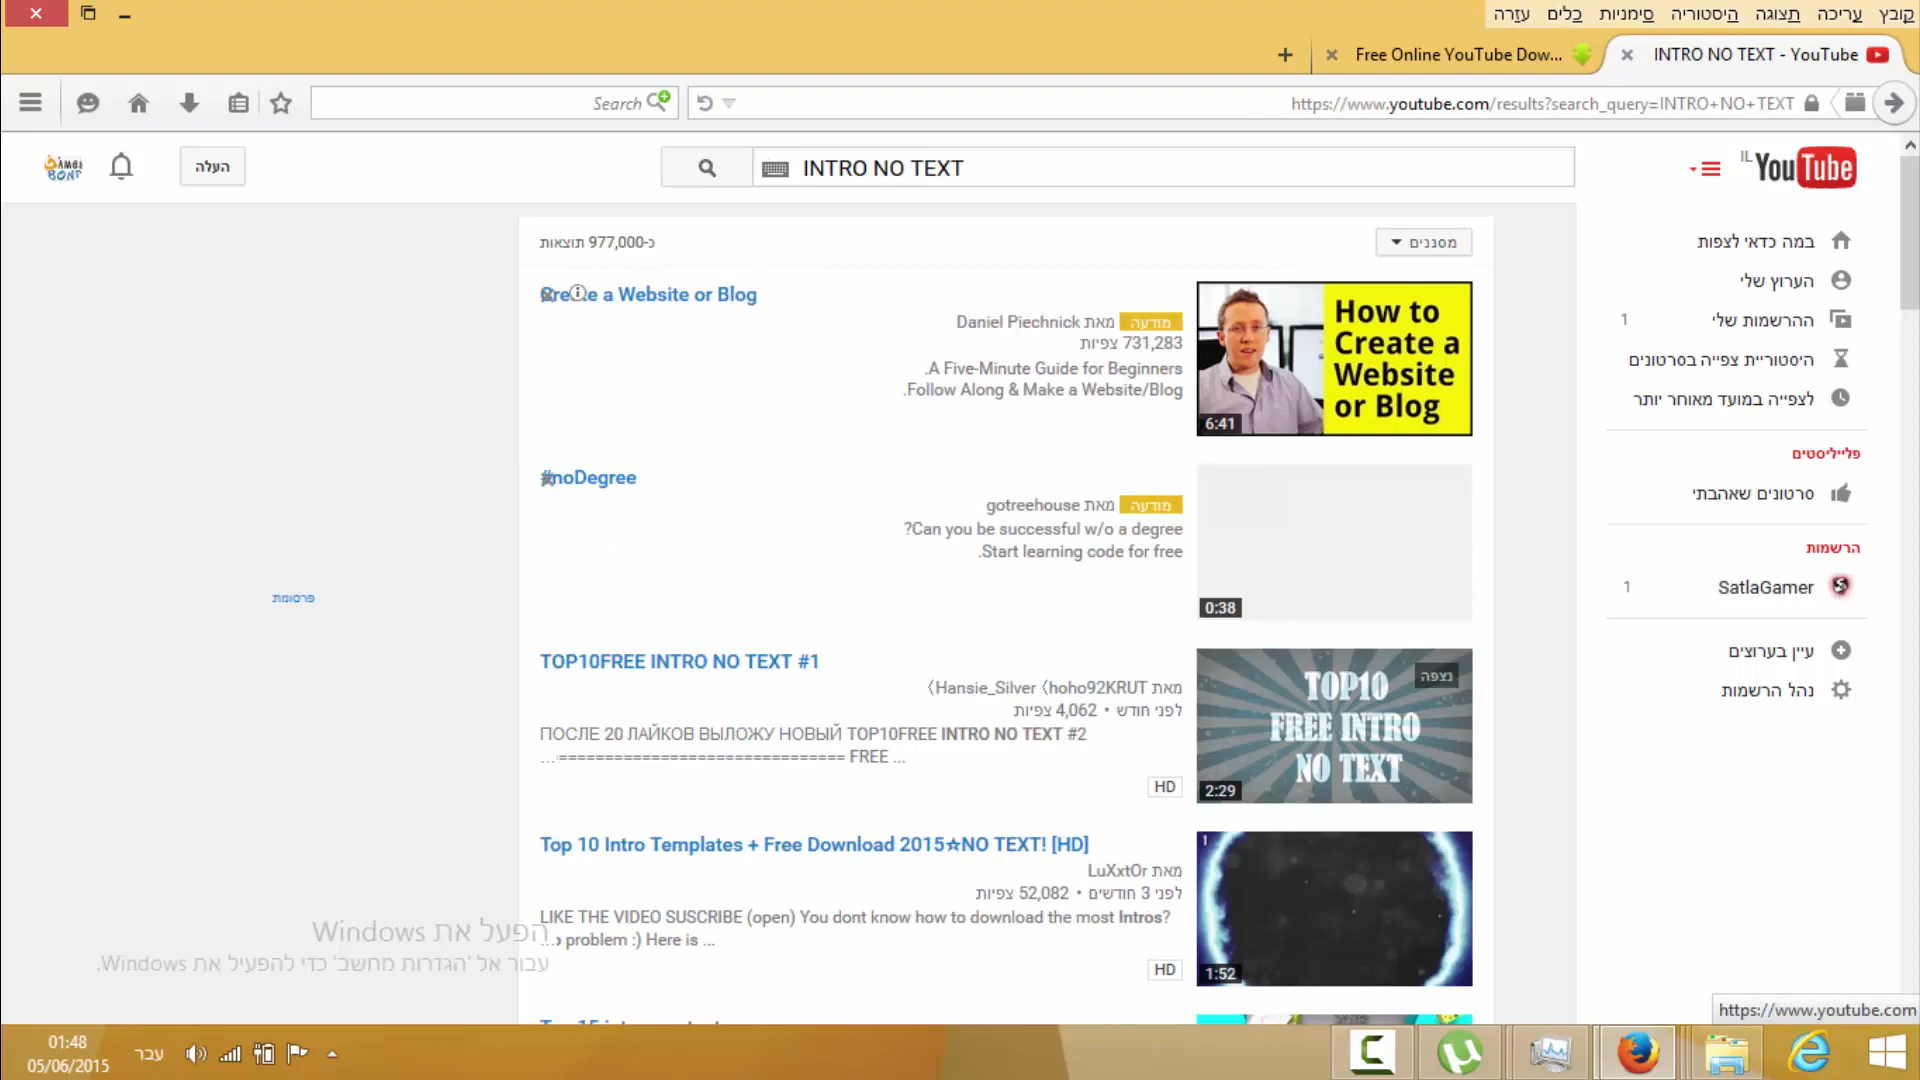 קובץ עריכה תצוגה היסטוריה סימניות כלים עזרה
INTRO NO TEXT - YouTube
Free Online YouTube Dow...
https://www.youtube.com/results?search_query=INTRO+NO+TEXT
Search
YouTube IL
INTRO NO TEXT
העלה
GAMES BOND
במה כדאי לצפות
הערוץ שלי
ההרשמות שלי 1
היסטוריית צפייה בסרטונים
לצפייה במועד מאוחר יותר
פלייליסטים
סרטונים שאהבתי
הרשמות
SatlaGamer 1
עיין בערוצים
נהל הרשמות
מסננים
כ-977,000 תוצאות
Create a Website or Blog
מודעה מאת Daniel Piechnick
731,283 צפיות
A Five-Minute Guide for Beginners.
Follow Along & Make a Website/Blog.
How to
Create a
Website
or Blog
6:41
#noDegree
מודעה מאת gotreehouse
Can you be successful w/o a degree?
Start learning code for free.
0:38
TOP10FREE INTRO NO TEXT #1
מאת Hansie_Silver〈hoho92KRUT〉
לפני חודש • 4,062 צפיות
ПОСЛЕ 20 ЛАЙКОВ ВЫЛОЖУ НОВЫЙ TOP10FREE INTRO NO TEXT #2
...=============================== FREE ...
HD
נצפה
TOP10
FREE INTRO
NO TEXT
2:29
Top 10 Intro Templates + Free Download 2015☆NO TEXT! [HD]
מאת LuXxtOr
לפני 3 חודשים • 52,082 צפיות
LIKE THE VIDEO SUSCRIBE (open) You dont know how to download the most Intros?
problem :) Here is ...
HD
1
1:52
פרסומת
הפעל את Windows
עבור אל 'הגדרות מחשב' כדי להפעיל את Windows.
https://www.youtube.com
עבר
01:48
05/06/2015